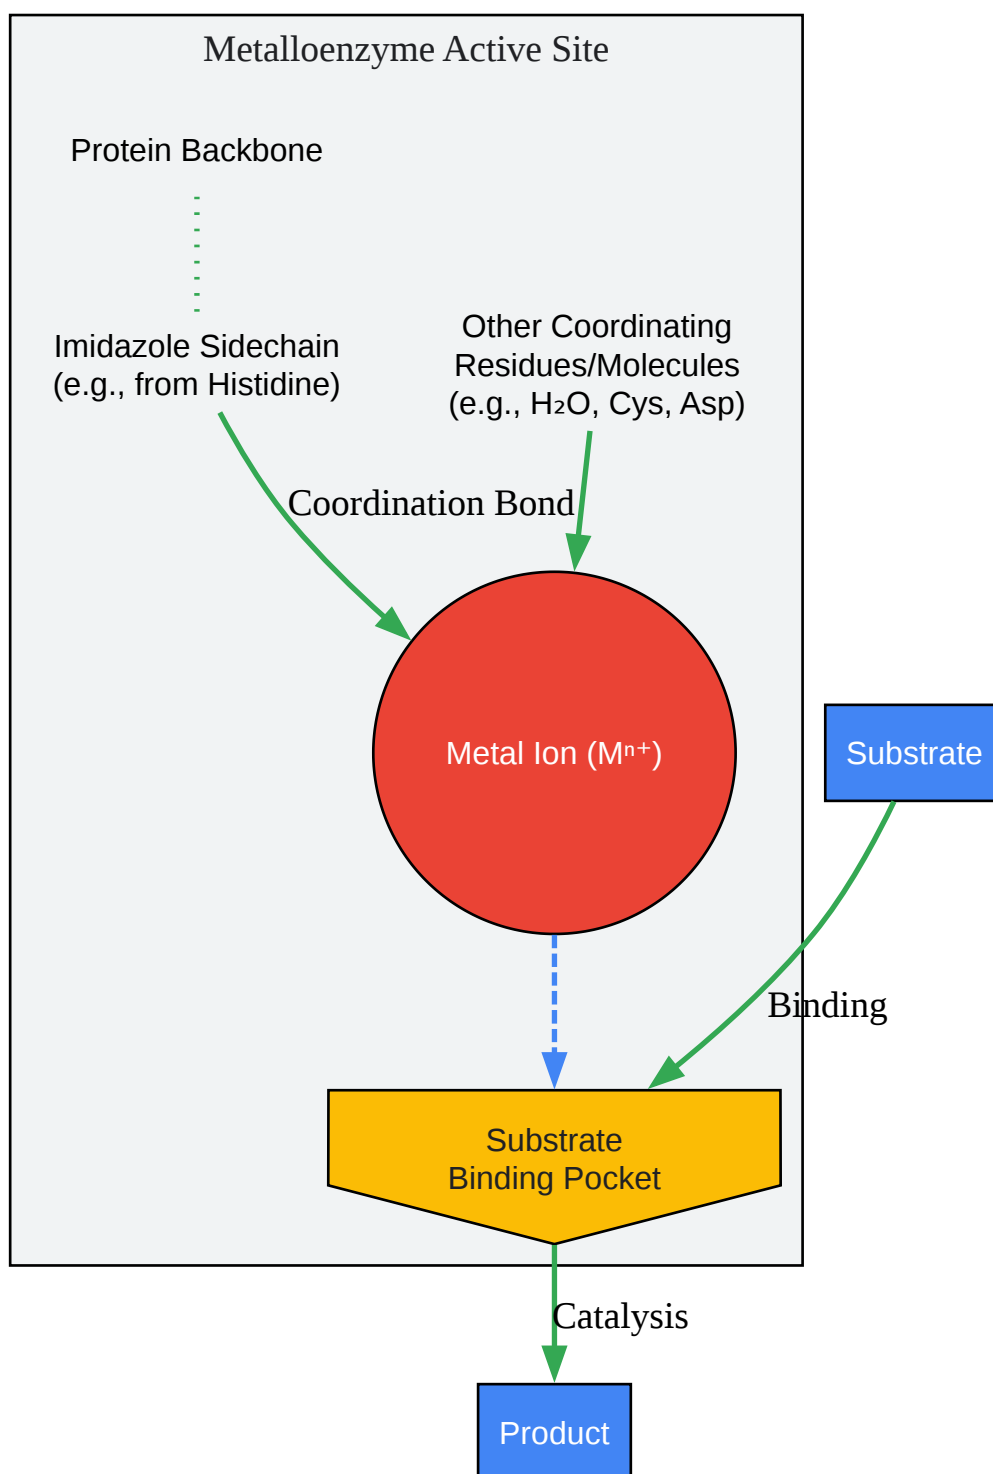 Metalloenzyme Active Site
Protein Backbone
Imidazole Sidechain
(e.g., from Histidine)
Other Coordinating
Residues/Molecules
(e.g., H₂O, Cys, Asp)
Coordination Bond
Metal Ion (Mⁿ⁺)
Substrate
Binding
Substrate
Binding Pocket
Catalysis
Product